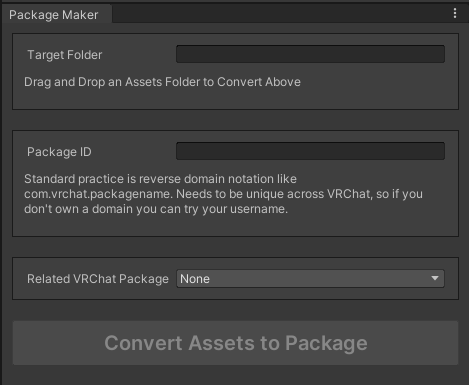 Package Maker
Target Folder
Drag and Drop an Assets Folder to Convert Above
Package ID
Standard practice is reverse domain notation like
com.vrchat.packagename. Needs to be unique across VRChat, so if you
don't own a domain you can try your username.
Related VRChat Package None
Convert Assets to Package